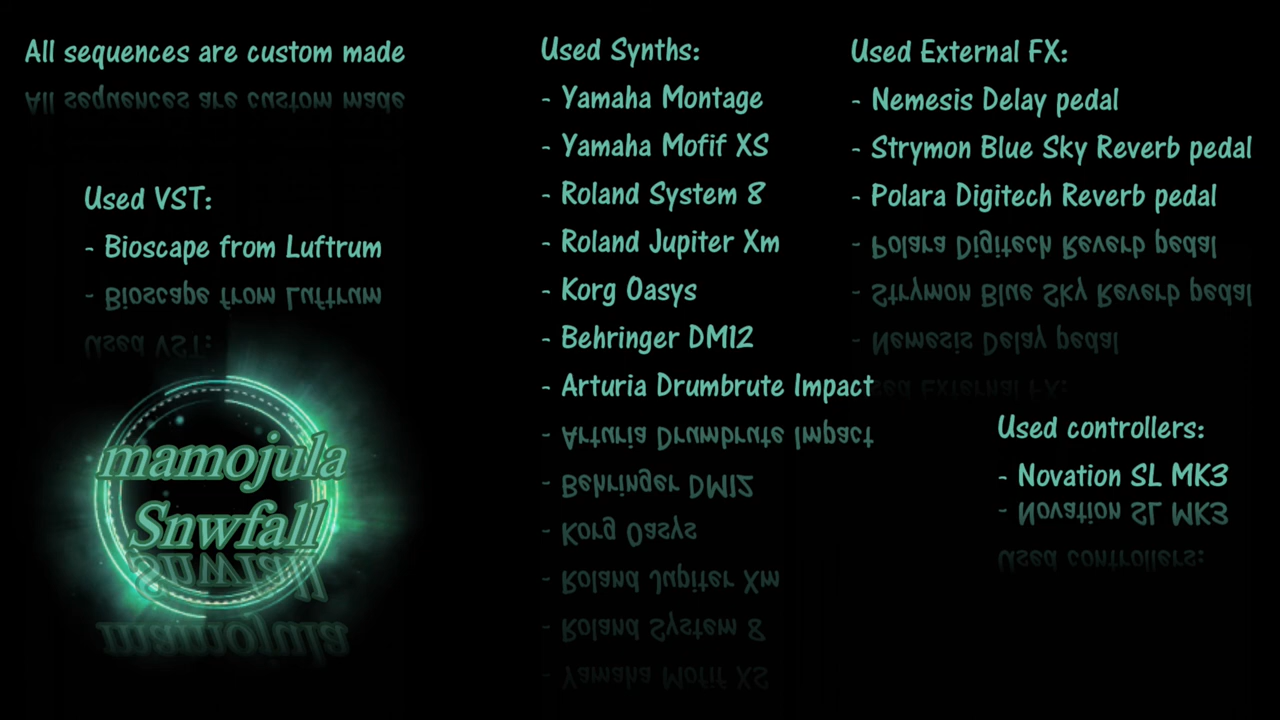 All sequences are custom made
Used VST:
- Bioscape from Luftrum
mamojula
Snwfall
Used Synths:
- Yamaha Montage
- Yamaha Mofif XS
- Roland System 8
- Roland Jupiter Xm
- Korg Oasys
- Behringer DM12
- Arturia Drumbrute Impact
Used External FX:
- Nemesis Delay pedal
- Strymon Blue Sky Reverb pedal
- Polara Digitech Reverb pedal
Used controllers:
- Novation SL MK3